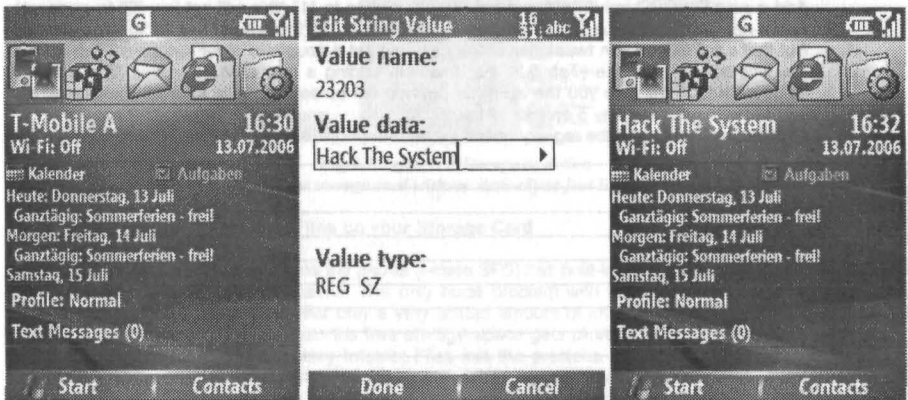 G
T-Mobile A 16:30
Wi-Fi: Off 13.07.2006
Kalender Aufgaben
Heute: Donnerstag, 13 Juli
Ganztägig: Sommerferien - frei!
Morgen: Freitag, 14 Juli
Ganztägig: Sommerferien - frei!
Samstag, 15 Juli
Profile: Normal
Text Messages (0)
Start Contacts
Edit String Value 16 31 abc
Value name:
23203
Value data:
Hack The System
Value type:
REG SZ
Done Cancel
G
Hack The System 16:32
Wi-Fi: Off 13.07.2006
Kalender Aufgaben
Heute: Donnerstag, 13 Juli
Ganztägig: Sommerferien - frei!
Morgen: Freitag, 14 Juli
Ganztägig: Sommerferien - frei!
Samstag, 15 Juli
Profile: Normal
Text Messages (0)
Start Contacts